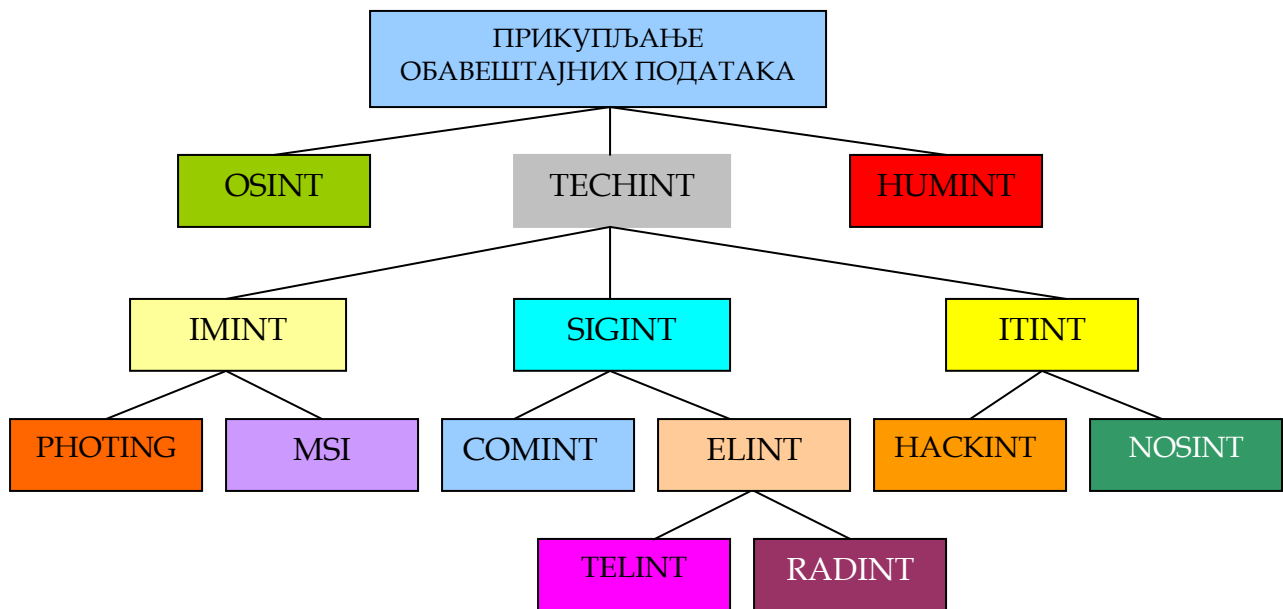 ПРИКУПЉАЊЕ
ОБАВЕШТАЈНИХ ПОДАТАКА
OSINT
TECHINT
HUMINT
IMINT
SIGINT
ITINT
PHOTING
MSI
COMINT
ELINT
HACKINT
NOSINT
TELINT
RADINT